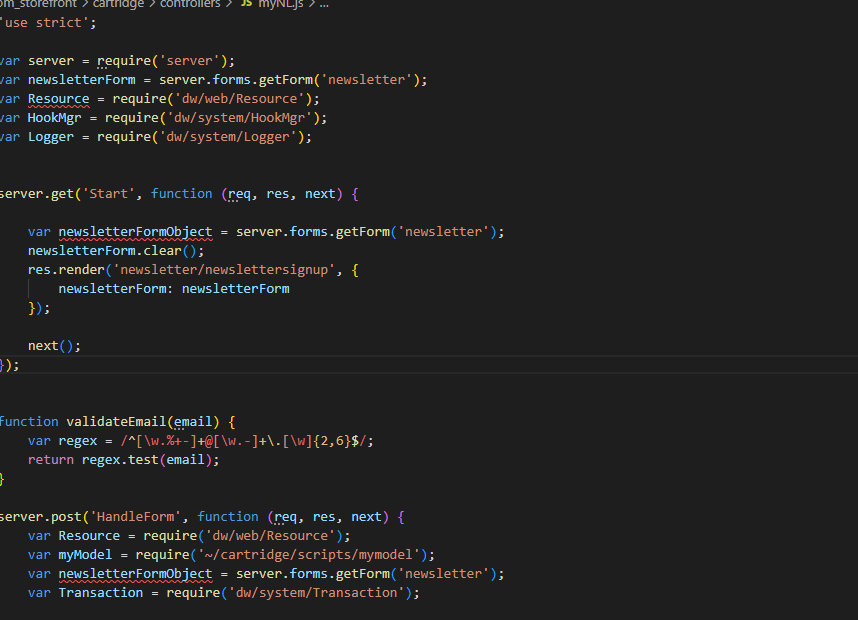 om_storefront > cartridge > controllers > JS myNL.js > ...
'use strict';
var server = require('server');
var newsletterForm = server.forms.getForm('newsletter');
var Resource = require('dw/web/Resource');
var HookMgr = require('dw/system/HookMgr');
var Logger = require('dw/system/Logger');
server.get('Start', function (req, res, next) {
var newsletterFormObject = server.forms.getForm('newsletter');
newsletterForm.clear();
res.render('newsletter/newslettersignup', {
newsletterForm: newsletterForm
});
next();
});
function validateEmail(email) {
var regex = /^[\w.%+-]+@[\w.-]+\.[\w]{2,6}$/;
return regex.test(email);
}
server.post('HandleForm', function (req, res, next) {
var Resource = require('dw/web/Resource');
var myModel = require('~/cartridge/scripts/mymodel');
var newsletterFormObject = server.forms.getForm('newsletter');
var Transaction = require('dw/system/Transaction');